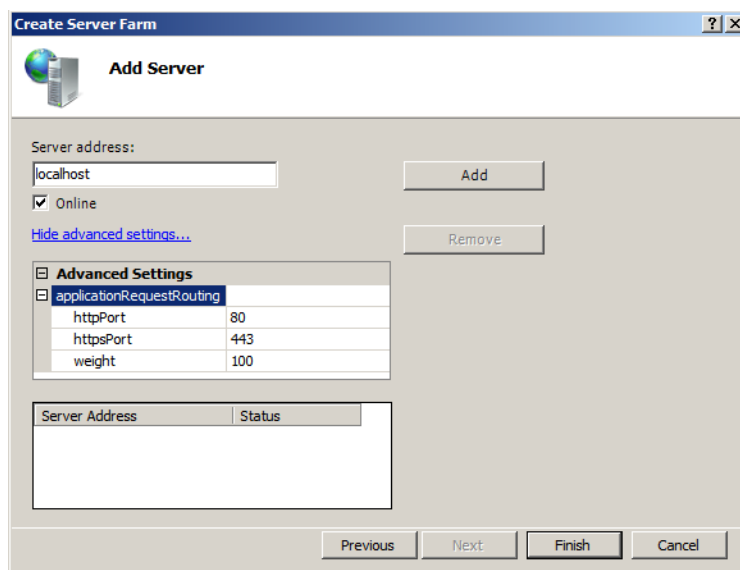 Create Server Farm
Add Server
Server address:
localhost
Add
Online
Hide advanced settings...
Remove
Advanced Settings
applicationRequestRouting
httpPort 80
httpsPort 443
weight 100
Server Address Status
Previous Next Finish Cancel